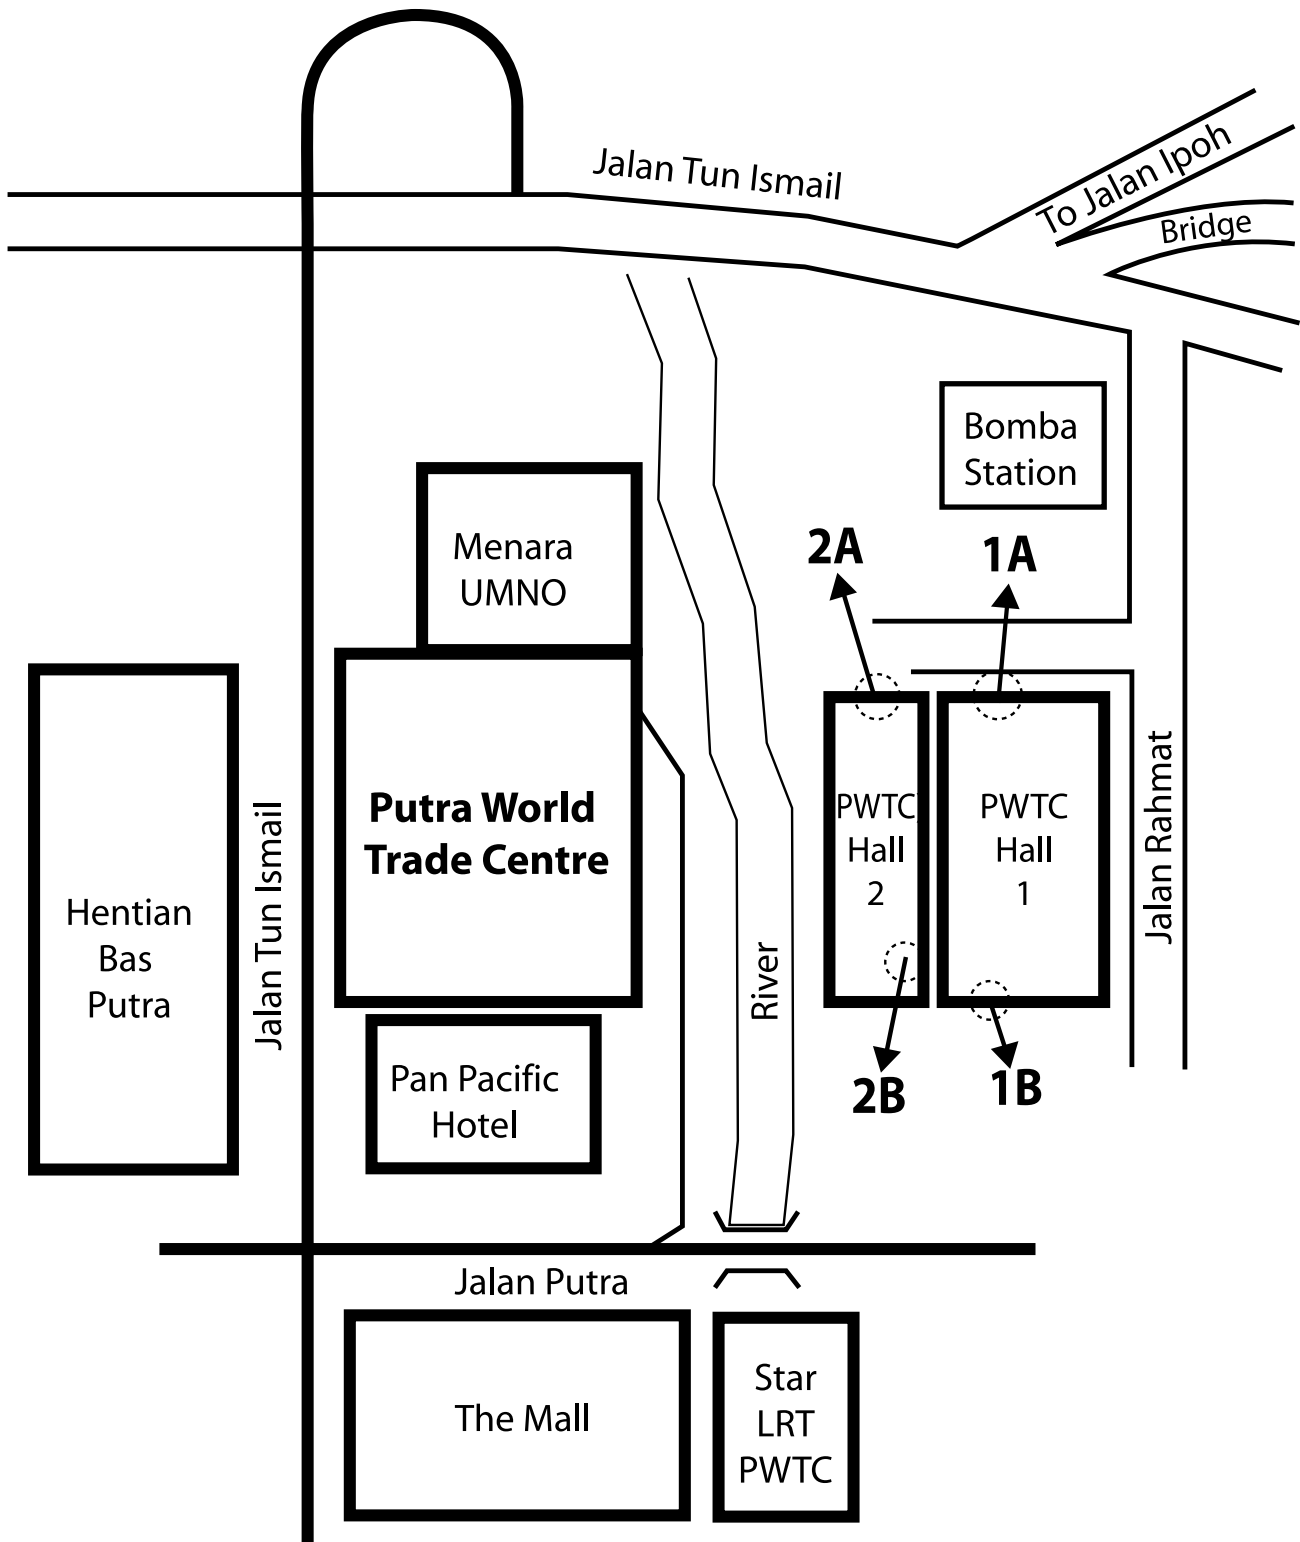 Jalan Tun Ismail
To Jalan Ipoh
Bridge
Bomba
Station
2A
1A
Menara
UMNO
Putra World
Trade Centre
PWTC
Hall
2
PWTC
Hall
1
Jalan Rahmat
Jalan Tun Ismail
Hentian
Bas
Putra
River
Pan Pacific
Hotel
2B
1B
Jalan Putra
The Mall
Star
LRT
PWTC